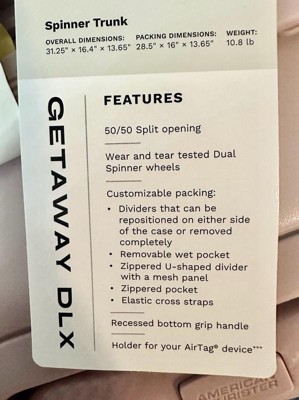 Spinner Trunk
OVERALL DIMENSIONS: PACKING DIMENSIONS: WEIGHT:
31.25" × 16.4" × 13.65" 28.5" × 16" × 13.65" 10.8 lb
GETAWAY DLX
FEATURES
50/50 Split opening
Wear and tear tested Dual
Spinner wheels
Customizable packing:
• Dividers that can be
repositioned on either side
of the case or removed
completely
• Removable wet pocket
• Zippered U-shaped divider
with a mesh panel
• Zippered pocket
• Elastic cross straps
Recessed bottom grip handle
Holder for your AirTag® device***
AMERICAN
TOURISTER